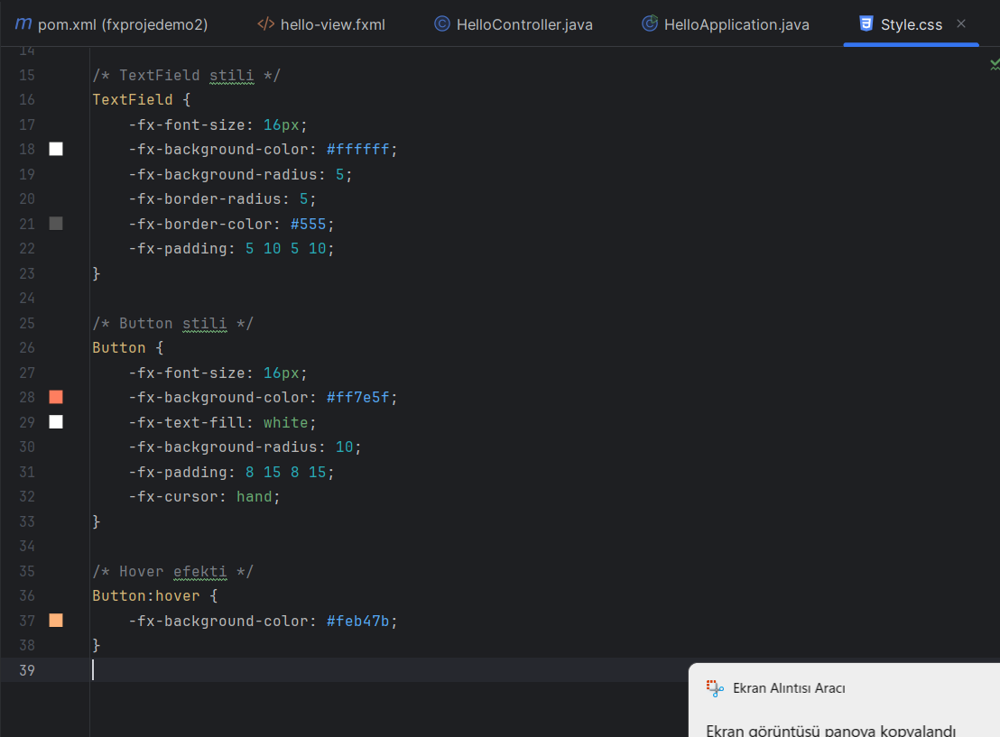 m pom.xml (fxprojedemo2) </> hello-view.fxml C HelloController.java C HelloApplication.java Style.css ×
14
15 /* TextField stili */
16 TextField {
17 -fx-font-size: 16px;
18 -fx-background-color: #ffffff;
19 -fx-background-radius: 5;
20 -fx-border-radius: 5;
21 -fx-border-color: #555;
22 -fx-padding: 5 10 5 10;
23 }
24
25 /* Button stili */
26 Button {
27 -fx-font-size: 16px;
28 -fx-background-color: #ff7e5f;
29 -fx-text-fill: white;
30 -fx-background-radius: 10;
31 -fx-padding: 8 15 8 15;
32 -fx-cursor: hand;
33 }
34
35 /* Hover efekti */
36 Button:hover {
37 -fx-background-color: #feb47b;
38 }
39
Ekran Alıntısı Aracı
Ekran görüntüsü panoya kopyalandı